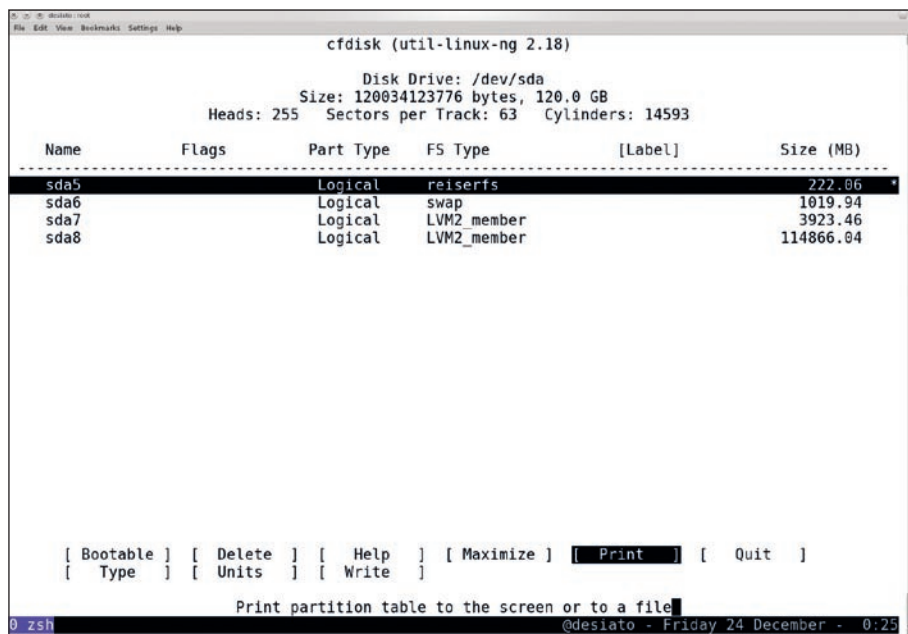 desiato : root
File Edit View Bookmarks Settings Help
cfdisk (util-linux-ng 2.18)
Disk Drive: /dev/sda
Size: 120034123776 bytes, 120.0 GB
Heads: 255 Sectors per Track: 63 Cylinders: 14593
Name Flags Part Type FS Type [Label] Size (MB)
sda5 Logical reiserfs 222.06 *
sda6 Logical swap 1019.94
sda7 Logical LVM2_member 3923.46
sda8 Logical LVM2_member 114866.04
[ Bootable ] [ Delete ] [ Help ] [ Maximize ] [ Print ] [ Quit ]
[ Type ] [ Units ] [ Write ]
Print partition table to the screen or to a file
0 zsh @desiato - Friday 24 December - 0:25